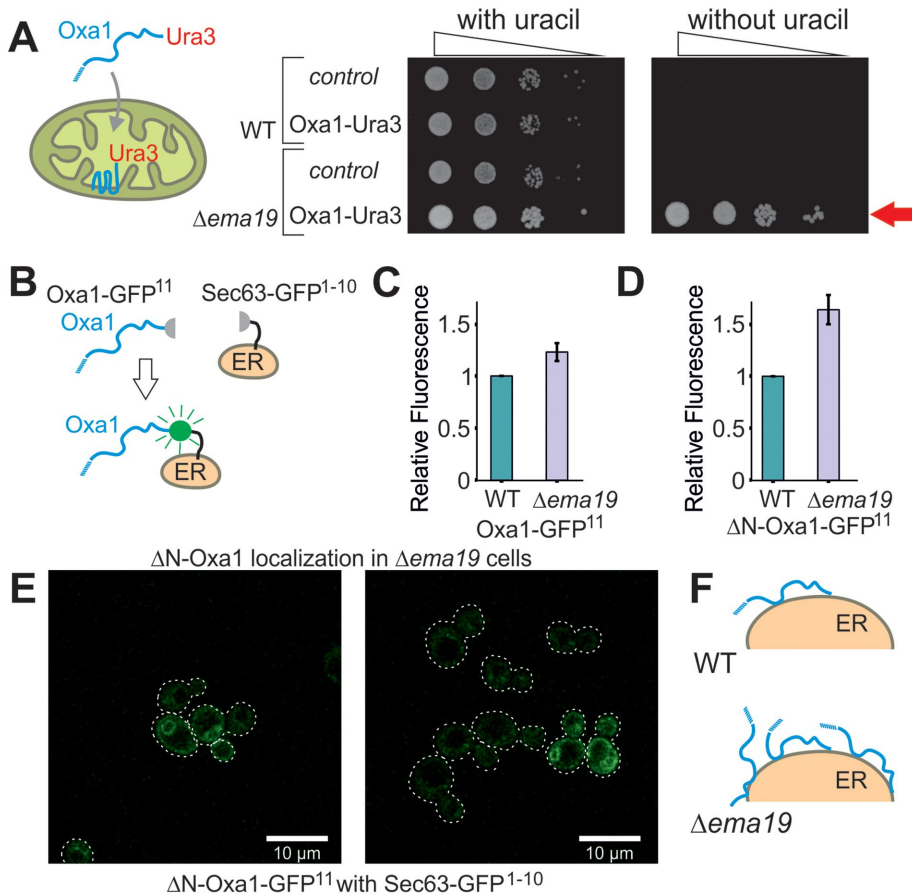 A
Oxa1
Ura3
Ura3
with uracil
without uracil
WT
control
Oxa1-Ura3
Δema19
control
Oxa1-Ura3
B
Oxa1-GFP¹¹
Sec63-GFP¹⁻¹⁰
Oxa1
ER
Oxa1
ER
C
Relative Fluorescence
1.5
1
0.5
0
WT
Δema19
Oxa1-GFP¹¹
D
Relative Fluorescence
1.5
1
0.5
0
WT
Δema19
ΔN-Oxa1-GFP¹¹
ΔN-Oxa1 localization in Δema19 cells
E
10 µm
10 µm
ΔN-Oxa1-GFP¹¹ with Sec63-GFP¹⁻¹⁰
F
ER
WT
ER
Δema19